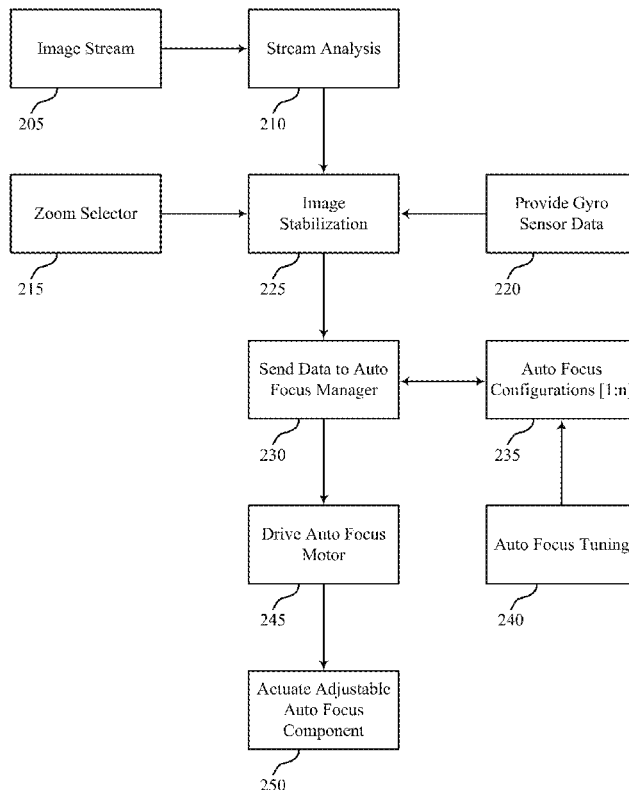 Image Stream
205
Stream Analysis
210
Zoom Selector
215
Image
Stabilization
225
Provide Gyro
Sensor Data
220
Send Data to Auto
Focus Manager
230
Auto Focus
Configurations [1:n]
235
Drive Auto Focus
Motor
245
Auto Focus Tuning
240
Actuate Adjustable
Auto Focus
Component
250